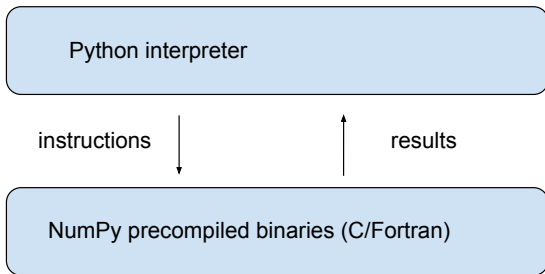 Python interpreter
instructions
results
NumPy precompiled binaries (C/Fortran)